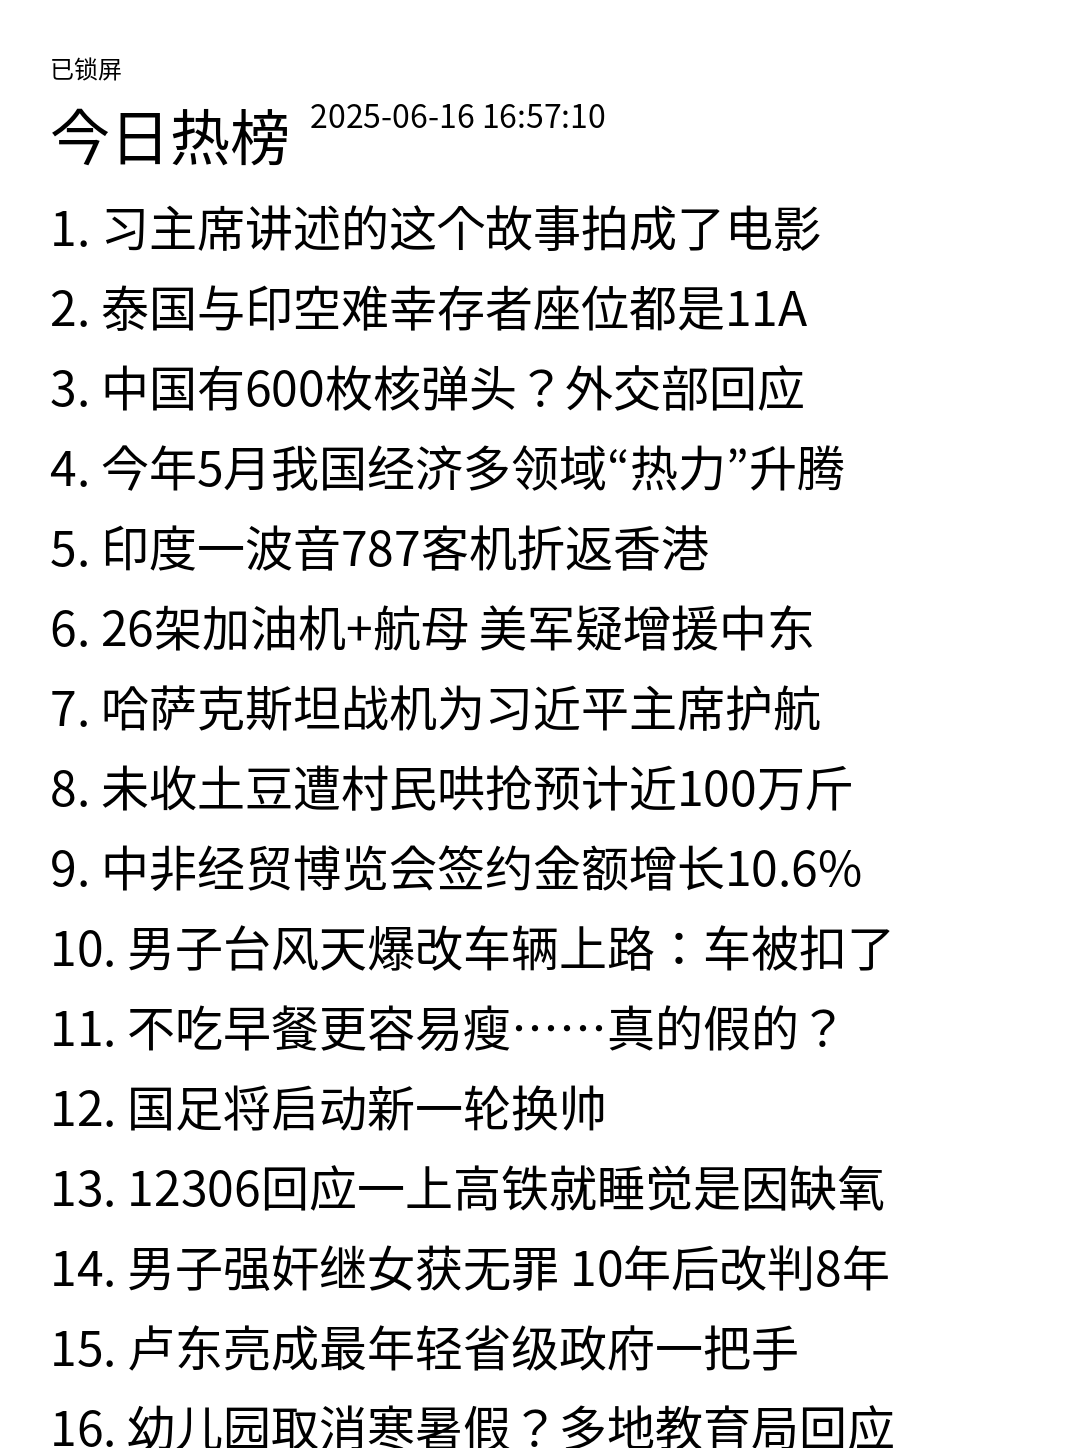 已锁屏
今日热榜 2025-06-16 16:57:10
1. 习主席讲述的这个故事拍成了电影
2. 泰国与印空难幸存者座位都是11A
3. 中国有600枚核弹头？外交部回应
4. 今年5月我国经济多领域“热力”升腾
5. 印度一波音787客机折返香港
6. 26架加油机+航母 美军疑增援中东
7. 哈萨克斯坦战机为习近平主席护航
8. 未收土豆遭村民哄抢预计近100万斤
9. 中非经贸博览会签约金额增长10.6%
10. 男子台风天爆改车辆上路：车被扣了
11. 不吃早餐更容易瘦……真的假的？
12. 国足将启动新一轮换帅
13. 12306回应一上高铁就睡觉是因缺氧
14. 男子强奸继女获无罪 10年后改判8年
15. 卢东亮成最年轻省级政府一把手
16. 幼儿园取消寒暑假？多地教育局回应